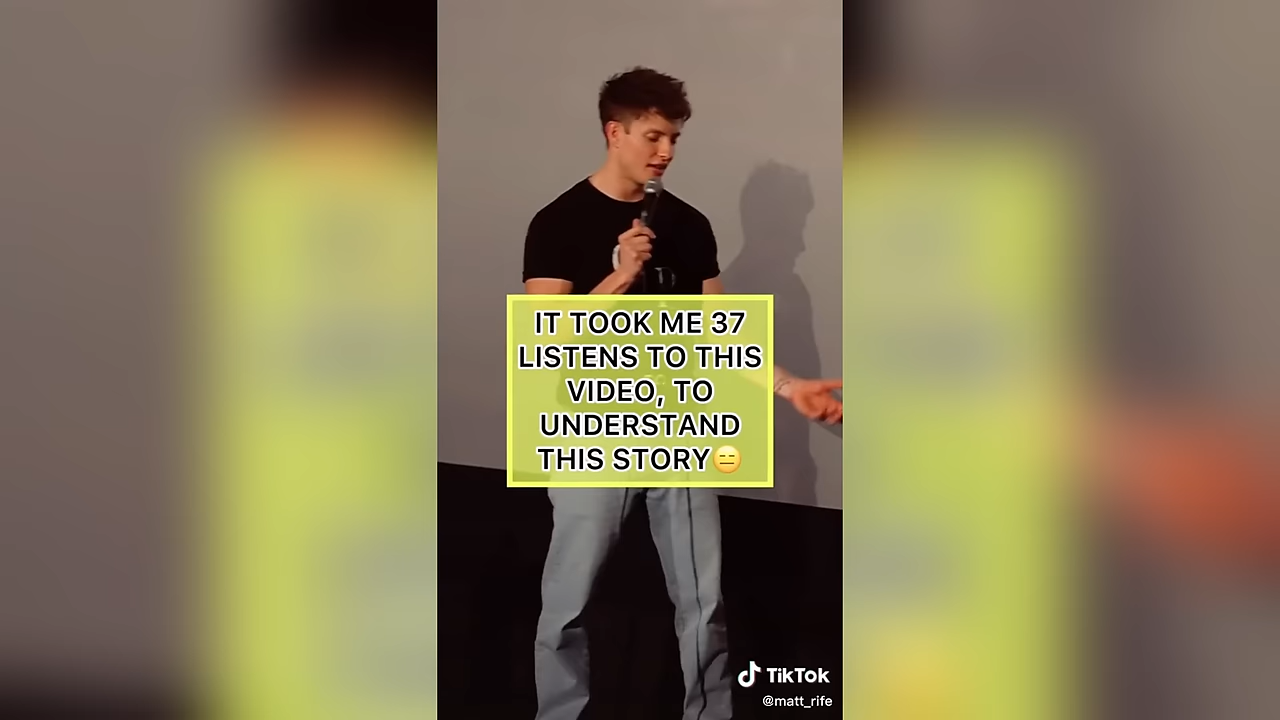 IT TOOK ME 37
LISTENS TO THIS
VIDEO, TO
UNDERSTAND
THIS STORY😑
TikTok
@matt_rife